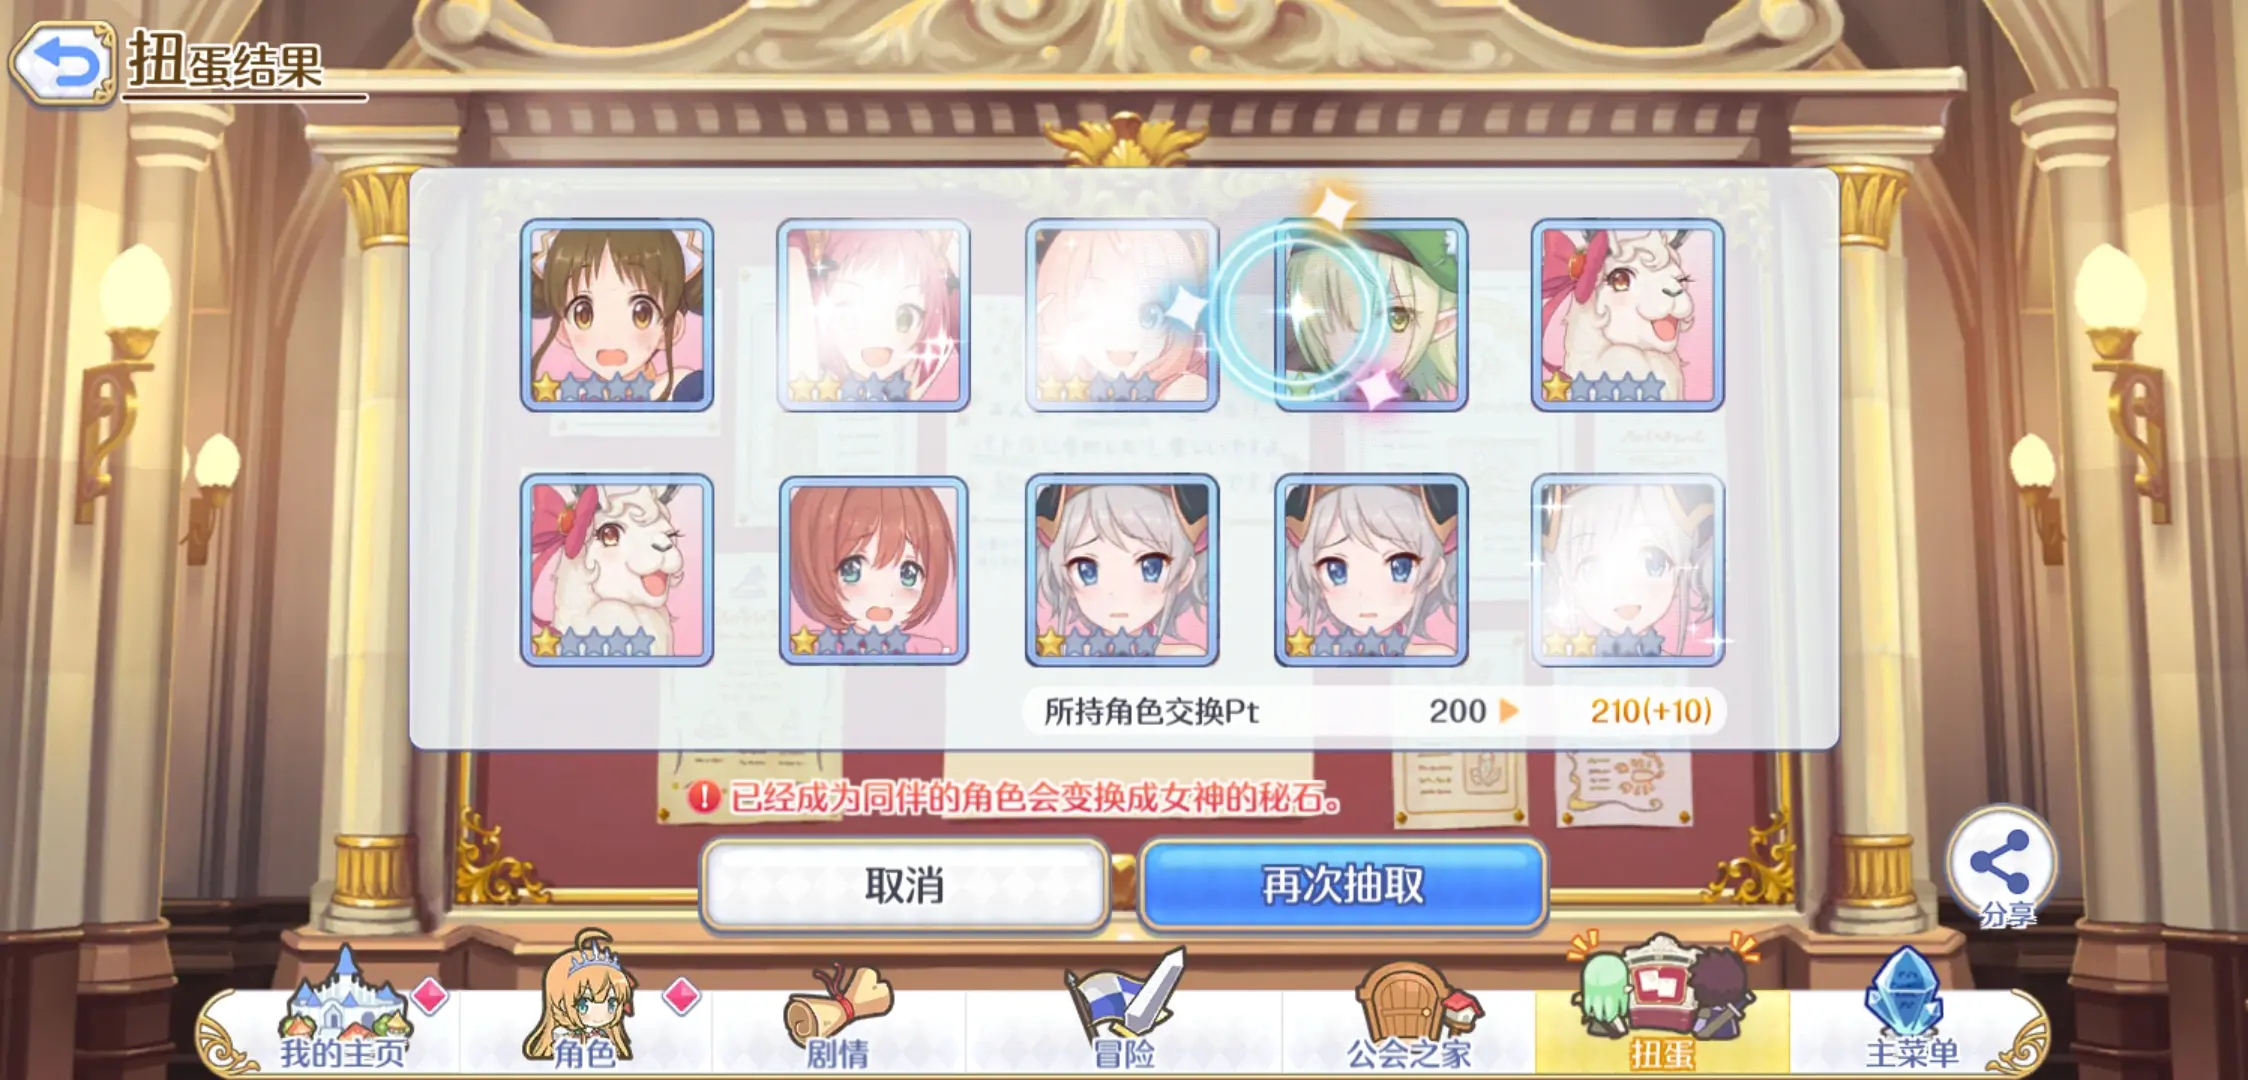 扭蛋结果
所持角色交换Pt 200 210(+10)
已经成为同伴的角色会变换成女神的秘石。
取消
再次抽取
分享
我的主页
角色
剧情
冒险
公会之家
扭蛋
主菜单